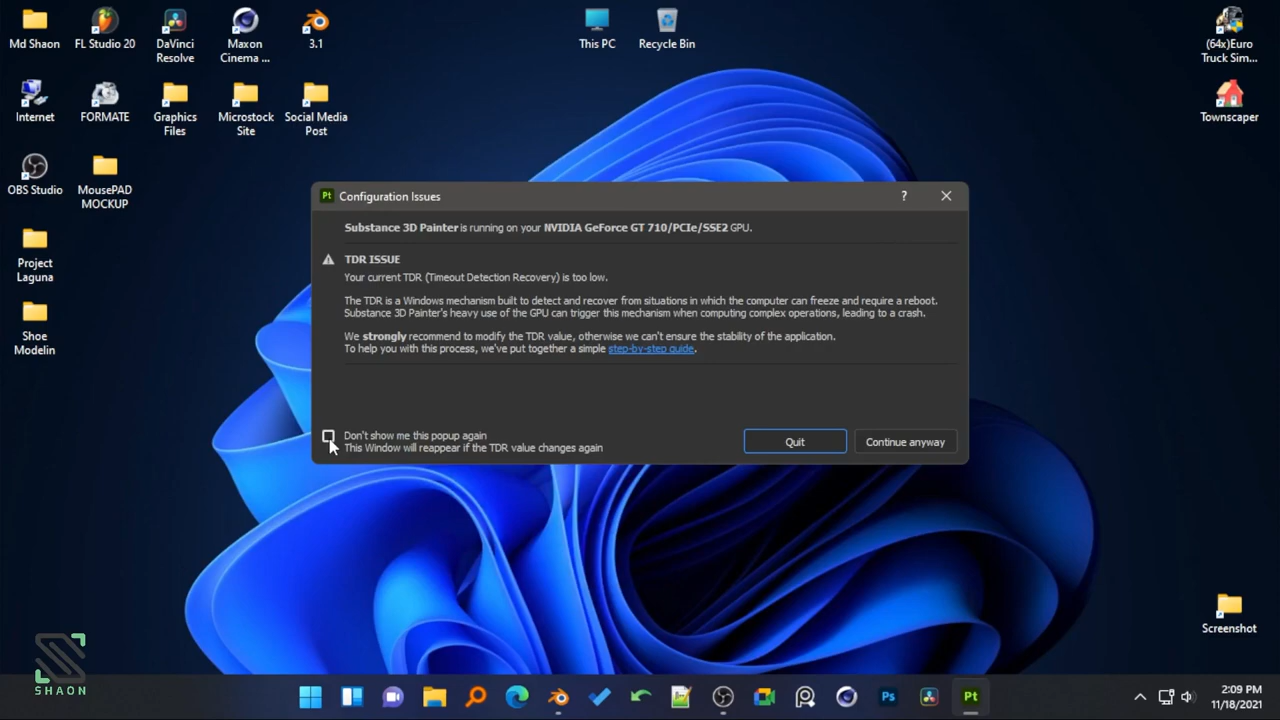 Md Shaon
FL Studio 20
DaVinci
Resolve
Maxon
Cinema ...
3.1
This PC
Recycle Bin
(64x)Euro
Truck Sim...
Internet
FORMATE
Graphics
Files
Microstock
Site
Social Media
Post
Townscaper
OBS Studio
MousePAD
MOCKUP
Project
Laguna
Shoe
Modelin
Pt Configuration Issues ?
Substance 3D Painter is running on your NVIDIA GeForce GT 710/PCIe/SSE2 GPU.
TDR ISSUE
Your current TDR (Timeout Detection Recovery) is too low.
The TDR is a Windows mechanism built to detect and recover from situations in which the computer can freeze and require a reboot.
Substance 3D Painter's heavy use of the GPU can trigger this mechanism when computing complex operations, leading to a crash.
We strongly recommend to modify the TDR value, otherwise we can't ensure the stability of the application.
To help you with this process, we've put together a simple step-by-step guide.
Don't show me this popup again
This Window will reappear if the TDR value changes again
Quit
Continue anyway
Screenshot
SHAON
Ps
Pt
2:09 PM
11/18/2021